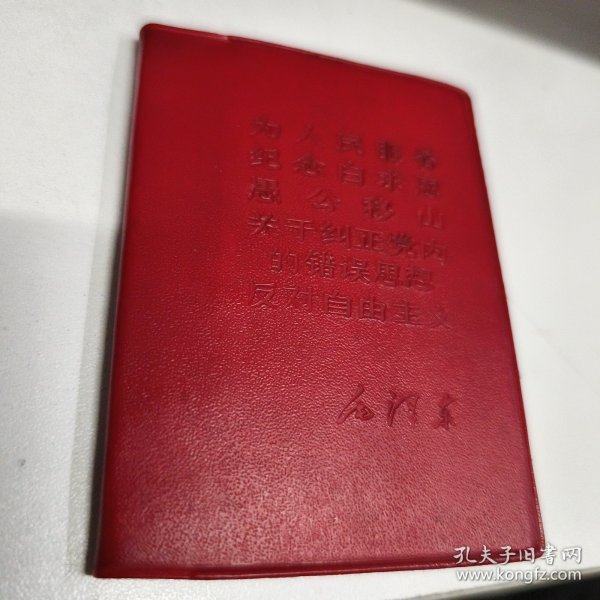 为人民服务
纪念白求恩
愚公移山
关于纠正党内
的错误思想
反对自由主义
毛泽东
孔夫子旧书网
www.kongfz.com